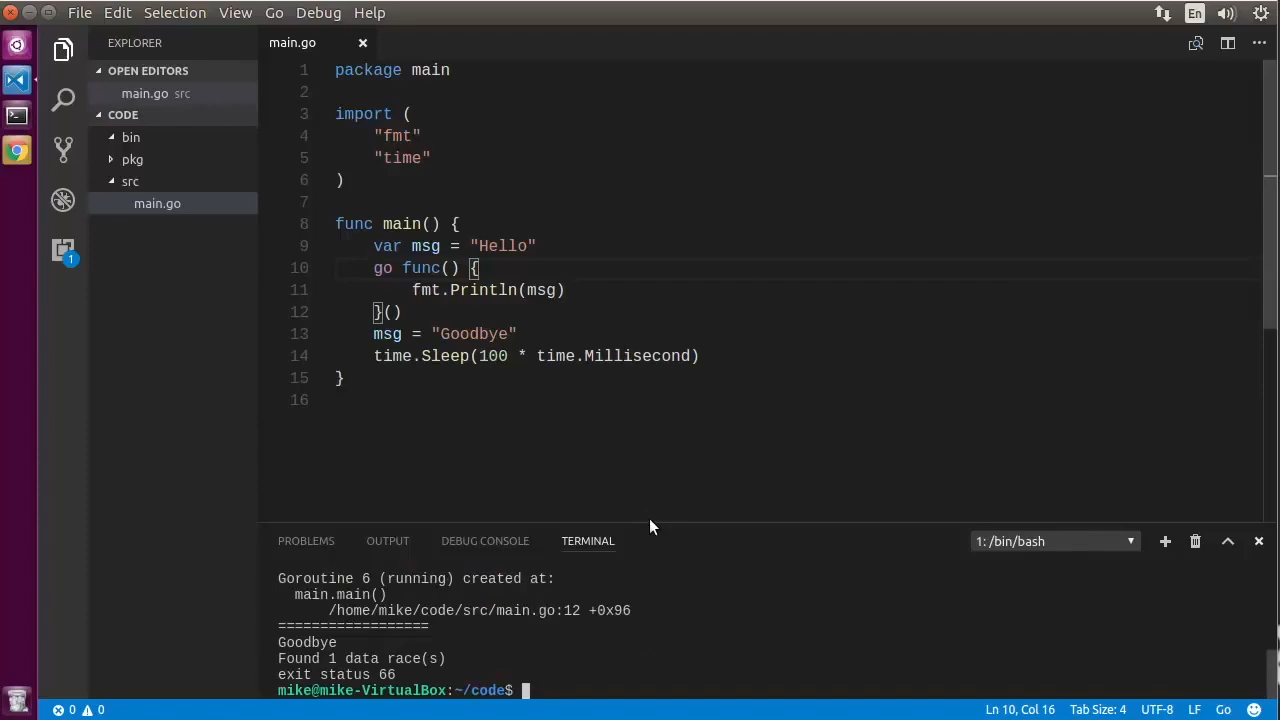 File Edit Selection View Go Debug Help
En
EXPLORER
OPEN EDITORS
main.go src
CODE
bin
pkg
src
main.go
1
main.go
1 package main
2
3 import (
4 "fmt"
5 "time"
6 )
7
8 func main() {
9 var msg = "Hello"
10 go func() {
11 fmt.Println(msg)
12 }()
13 msg = "Goodbye"
14 time.Sleep(100 * time.Millisecond)
15 }
16
PROBLEMS OUTPUT DEBUG CONSOLE TERMINAL
1: /bin/bash
Goroutine 6 (running) created at:
main.main()
/home/mike/code/src/main.go:12 +0x96
==================
Goodbye
Found 1 data race(s)
exit status 66
mike@mike-VirtualBox:~/code$
0 0
Ln 10, Col 16 Tab Size: 4 UTF-8 LF Go